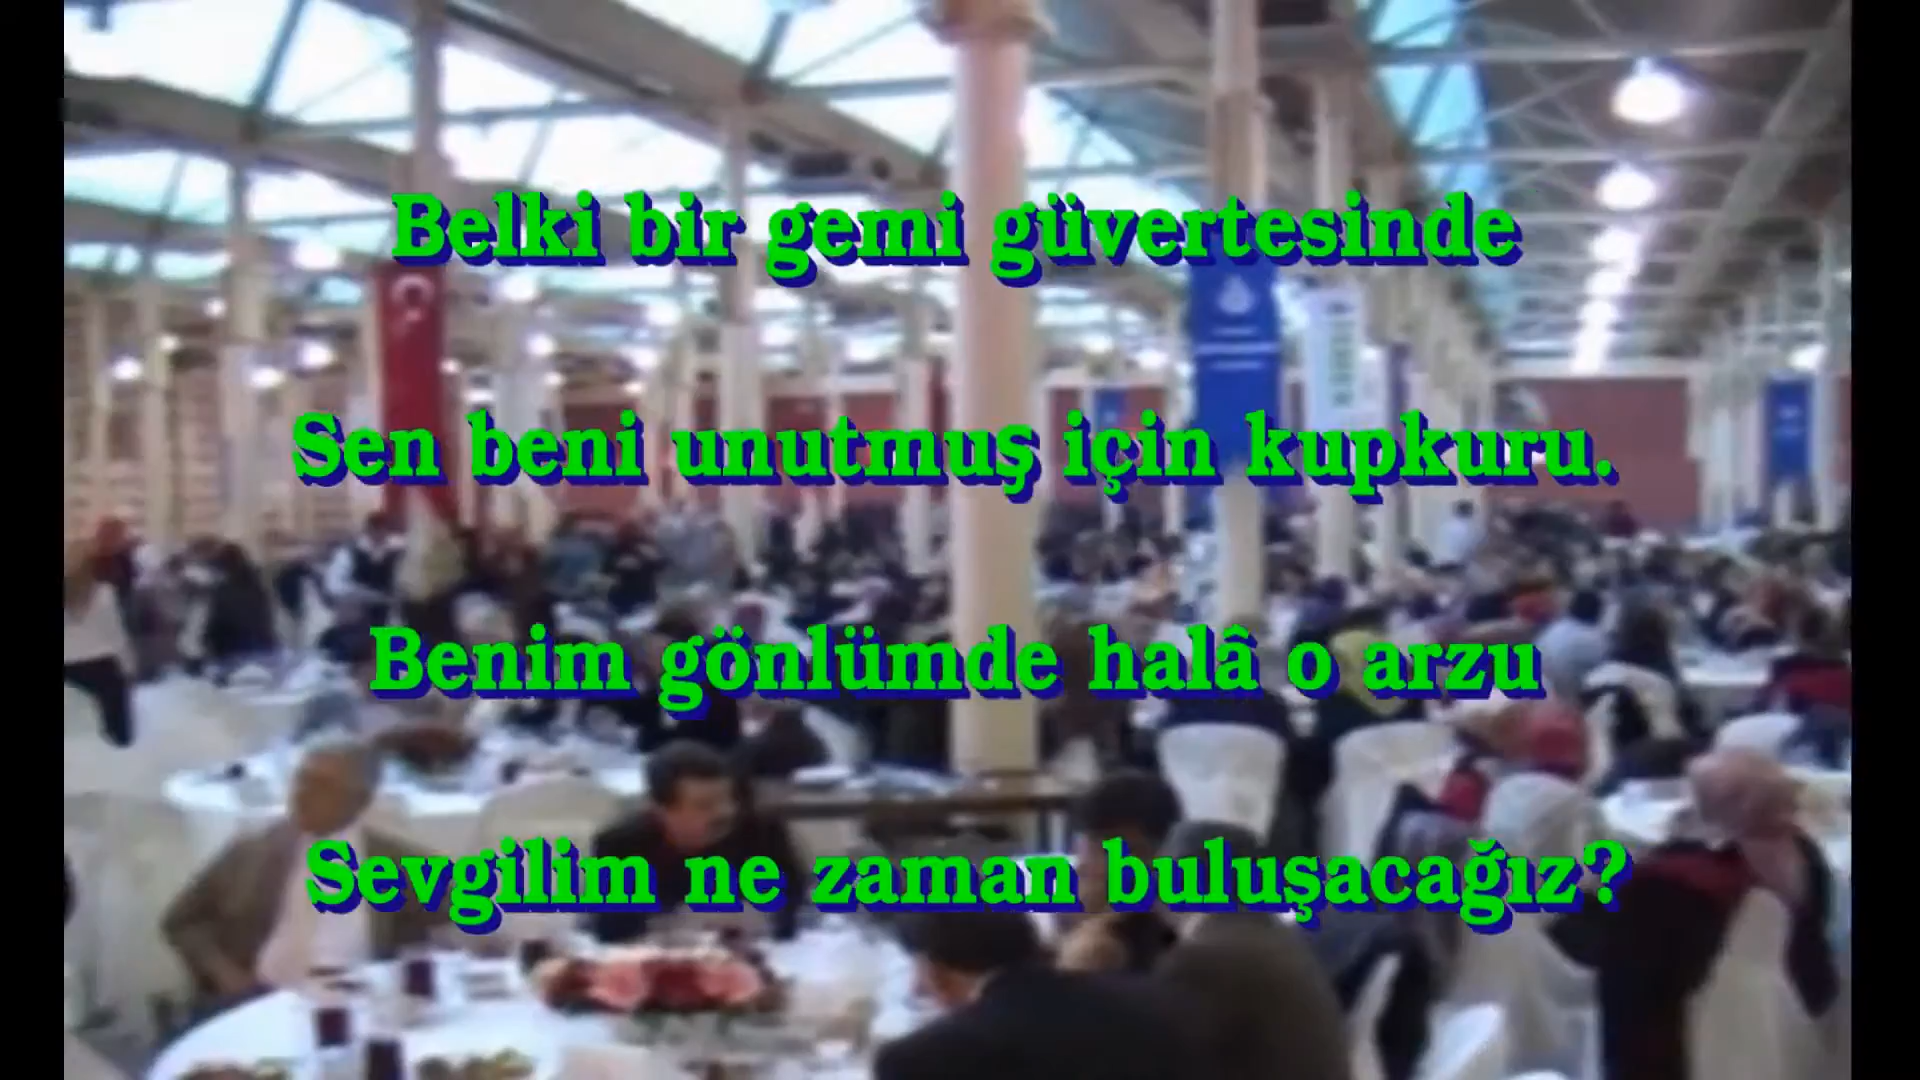 Belki bir gemi güvertesinde
Sen beni unutmuş için kupkuru.
Benim gönlümde halâ o arzu
Sevgilim ne zaman buluşacağız?